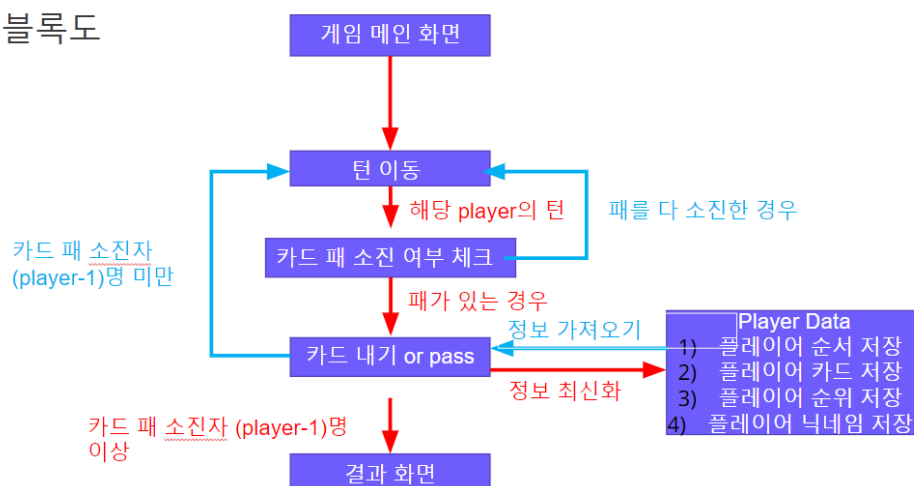 블록도
게임 메인 화면
턴 이동
해당 player의 턴
패를 다 소진한 경우
카드 패 소진자
(player-1)명 미만
카드 패 소진 여부 체크
패가 있는 경우
정보 가져오기
카드 내기 or pass
정보 최신화
Player Data
1) 플레이어 순서 저장
2) 플레이어 카드 저장
3) 플레이어 순위 저장
4) 플레이어 닉네임 저장
카드 패 소진자 (player-1)명
이상
결과 화면